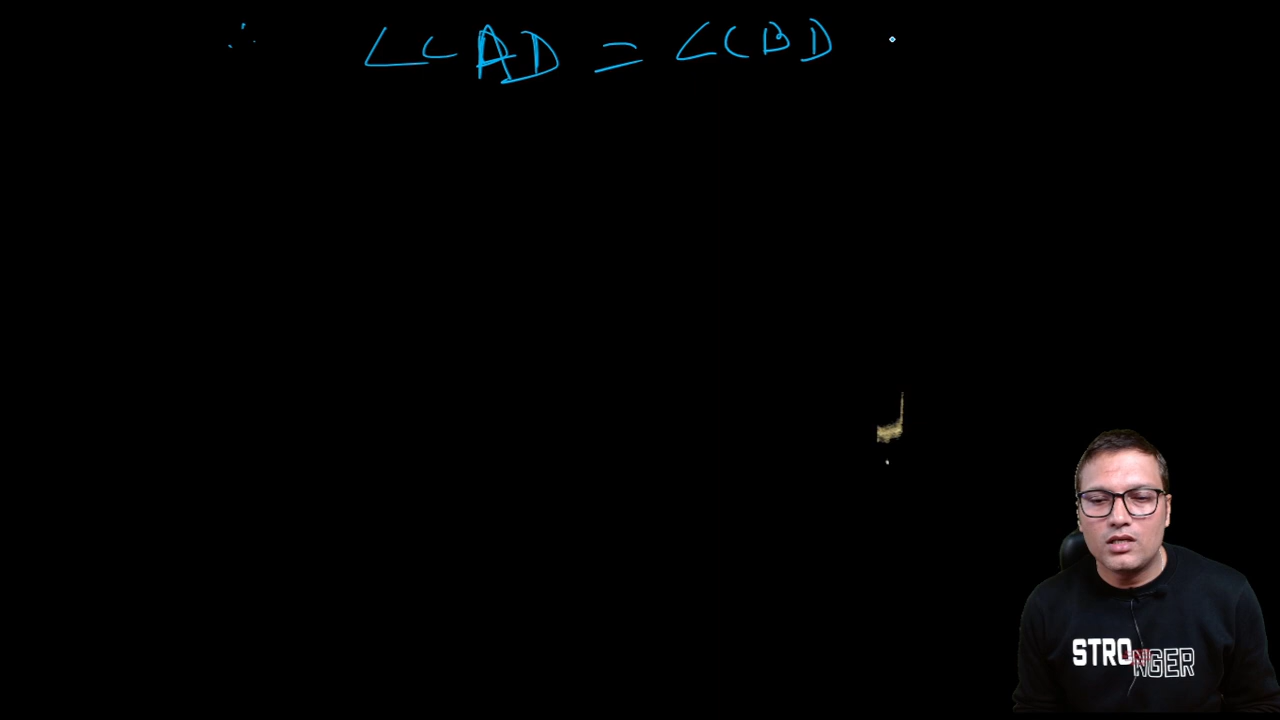 ∴ ∠CAD = ∠CBD
STRONGER